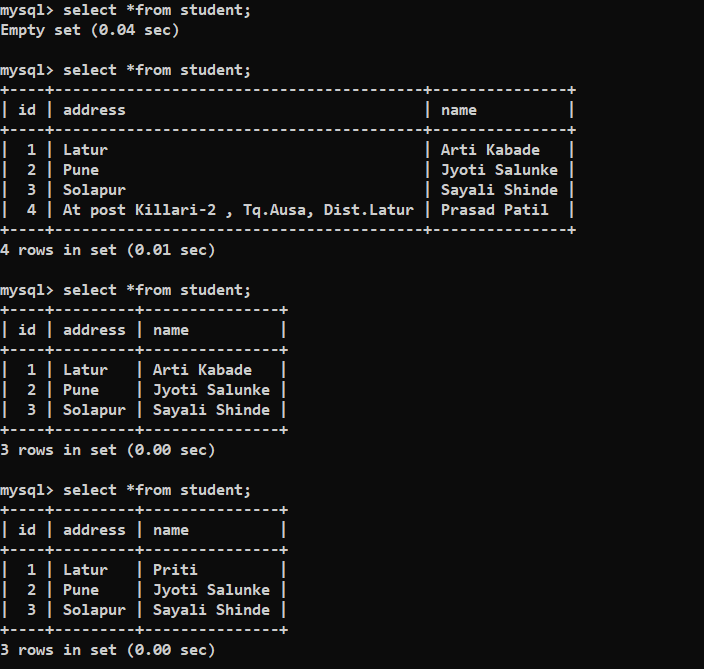 mysql> select *from student;
Empty set (0.04 sec)
mysql> select *from student;
+----+-----------------------------------------+---------------+
| id | address                                 | name          |
+----+-----------------------------------------+---------------+
|  1 | Latur                                   | Arti Kabade   |
|  2 | Pune                                    | Jyoti Salunke |
|  3 | Solapur                                 | Sayali Shinde |
|  4 | At post Killari-2 , Tq.Ausa, Dist.Latur | Prasad Patil  |
+----+-----------------------------------------+---------------+
4 rows in set (0.01 sec)
mysql> select *from student;
+----+---------+---------------+
| id | address | name          |
+----+---------+---------------+
|  1 | Latur   | Arti Kabade   |
|  2 | Pune    | Jyoti Salunke |
|  3 | Solapur | Sayali Shinde |
+----+---------+---------------+
3 rows in set (0.00 sec)
mysql> select *from student;
+----+---------+---------------+
| id | address | name          |
+----+---------+---------------+
|  1 | Latur   | Priti         |
|  2 | Pune    | Jyoti Salunke |
|  3 | Solapur | Sayali Shinde |
+----+---------+---------------+
3 rows in set (0.00 sec)